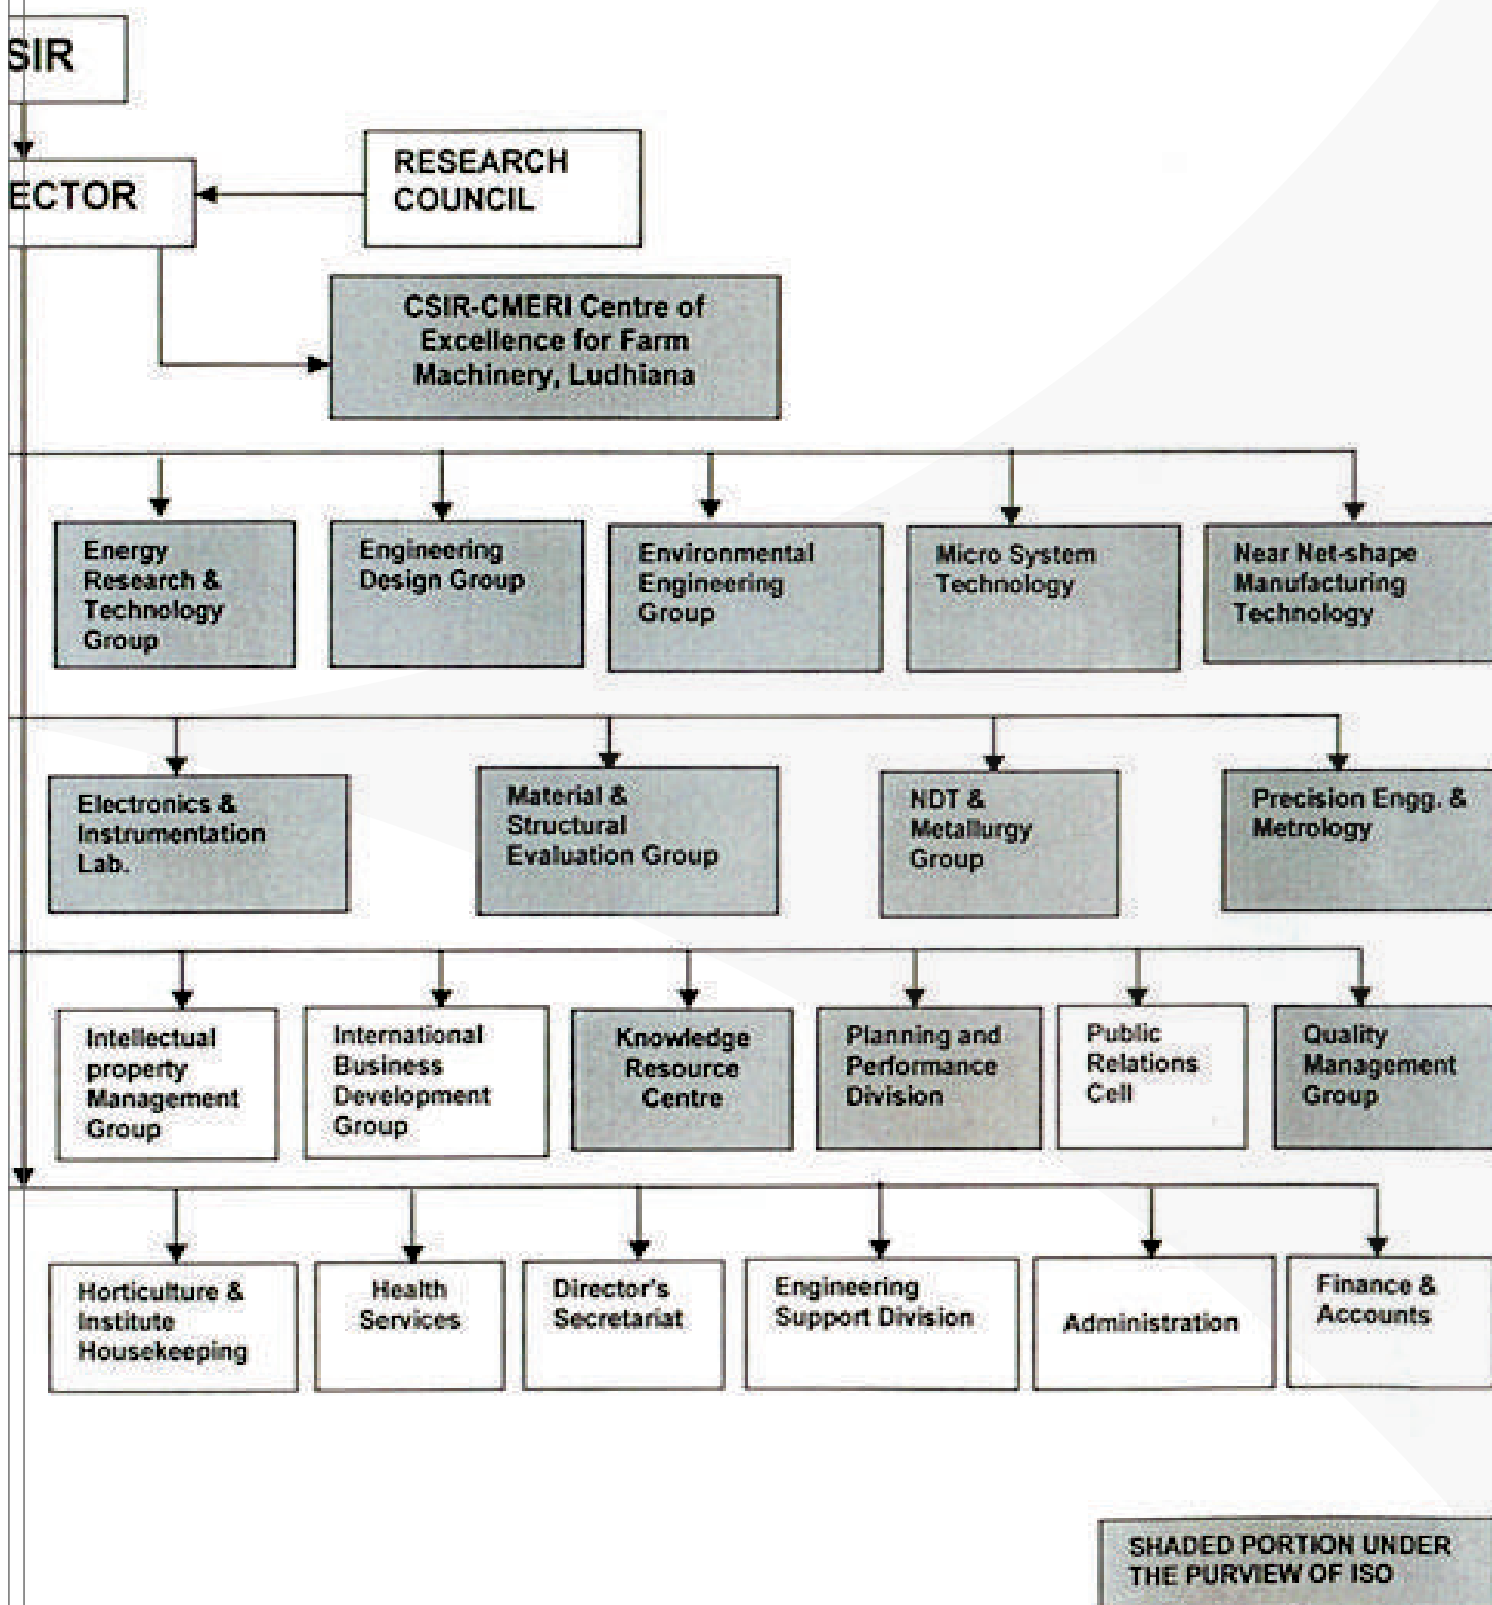 SIR
RESEARCH
COUNCIL
ECTOR
CSIR-CMERI Centre of
Excellence for Farm
Machinery, Ludhiana
Energy
Research &
Technology
Group
Engineering
Design Group
Environmental
Engineering
Group
Micro System
Technology
Near Net-shape
Manufacturing
Technology
Electronics &
Instrumentation
Lab.
Material &
Structural
Evaluation Group
NDT &
Metallurgy
Group
Precision Engg. &
Metrology
Intellectual
property
Management
Group
International
Business
Development
Group
Knowledge
Resource
Centre
Planning and
Performance
Division
Public
Relations
Cell
Quality
Management
Group
Horticulture &
Institute
Housekeeping
Health
Services
Director's
Secretariat
Engineering
Support Division
Administration
Finance &
Accounts
SHADED PORTION UNDER
THE PURVIEW OF ISO